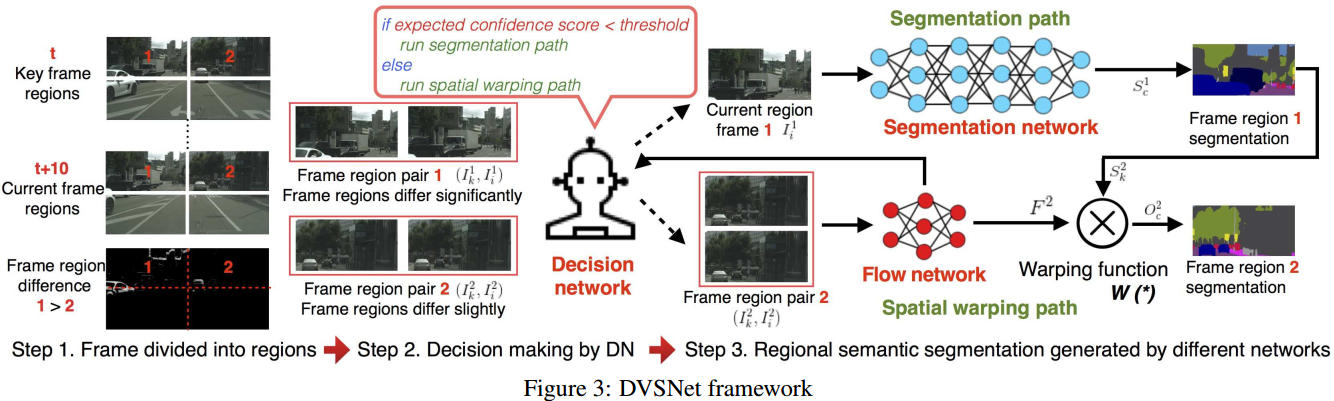 t
Key frame
regions
1 2
t+10
Current frame
regions
1 2
Frame region
difference
1 > 2
1 2
if expected confidence score < threshold
run segmentation path
else
run spatial warping path
Frame region pair 1 $(I_k^1, I_i^1)$
Frame regions differ significantly
Frame region pair 2 $(I_k^2, I_i^2)$
Frame regions differ slightly
Decision
network
Current region
frame 1 $I_i^1$
Segmentation path
Segmentation network
$S_c^1$
Frame region 1
segmentation
Frame region pair 2
$(I_k^2, I_i^2)$
Flow network
$F^2$
$S_k^2$
$O_c^2$
Warping function
W (*)
Spatial warping path
Frame region 2
segmentation
Step 1. Frame divided into regions Step 2. Decision making by DN Step 3. Regional semantic segmentation generated by different networks
Figure 3: DVSNet framework